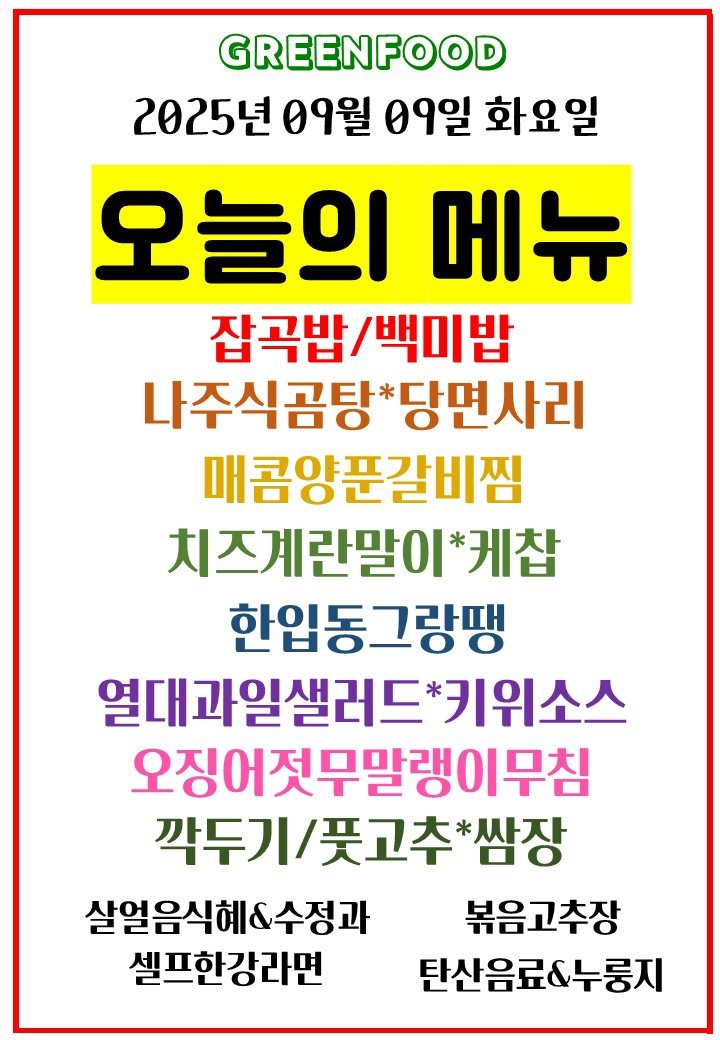 GREENFOOD
2025년 09월 09일 화요일
오늘의 메뉴
잡곡밥/백미밥
나주식곰탕*당면사리
매콤양푼갈비찜
치즈계란말이*케찹
한입동그랑땡
열대과일샐러드*키위소스
오징어젓무말랭이무침
깍두기/풋고추*쌈장
살얼음식혜&수정과
볶음고추장
셀프한강라면
탄산음료&누룽지